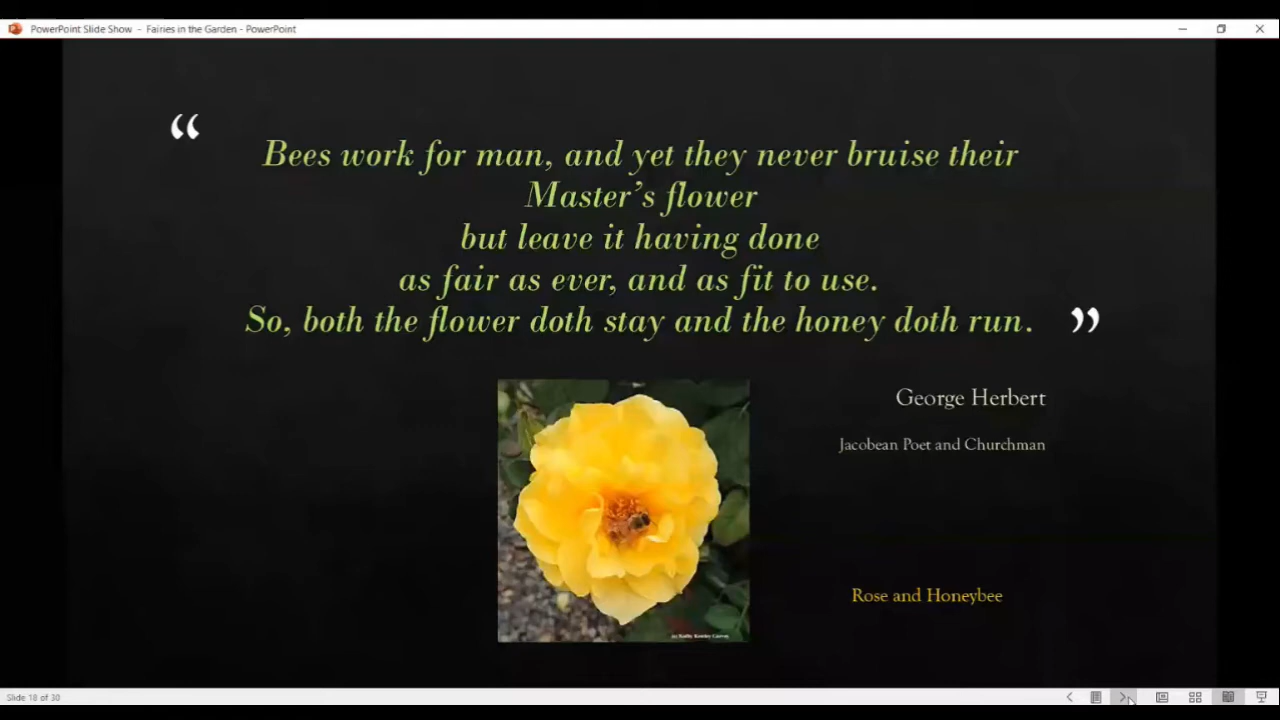 PowerPoint Slide Show - Fairies in the Garden - PowerPoint
“
Bees work for man, and yet they never bruise their
Master’s flower
but leave it having done
as fair as ever, and as fit to use.
So, both the flower doth stay and the honey doth run.
”
George Herbert
Jacobean Poet and Churchman
Rose and Honeybee
Slide 18 of 30